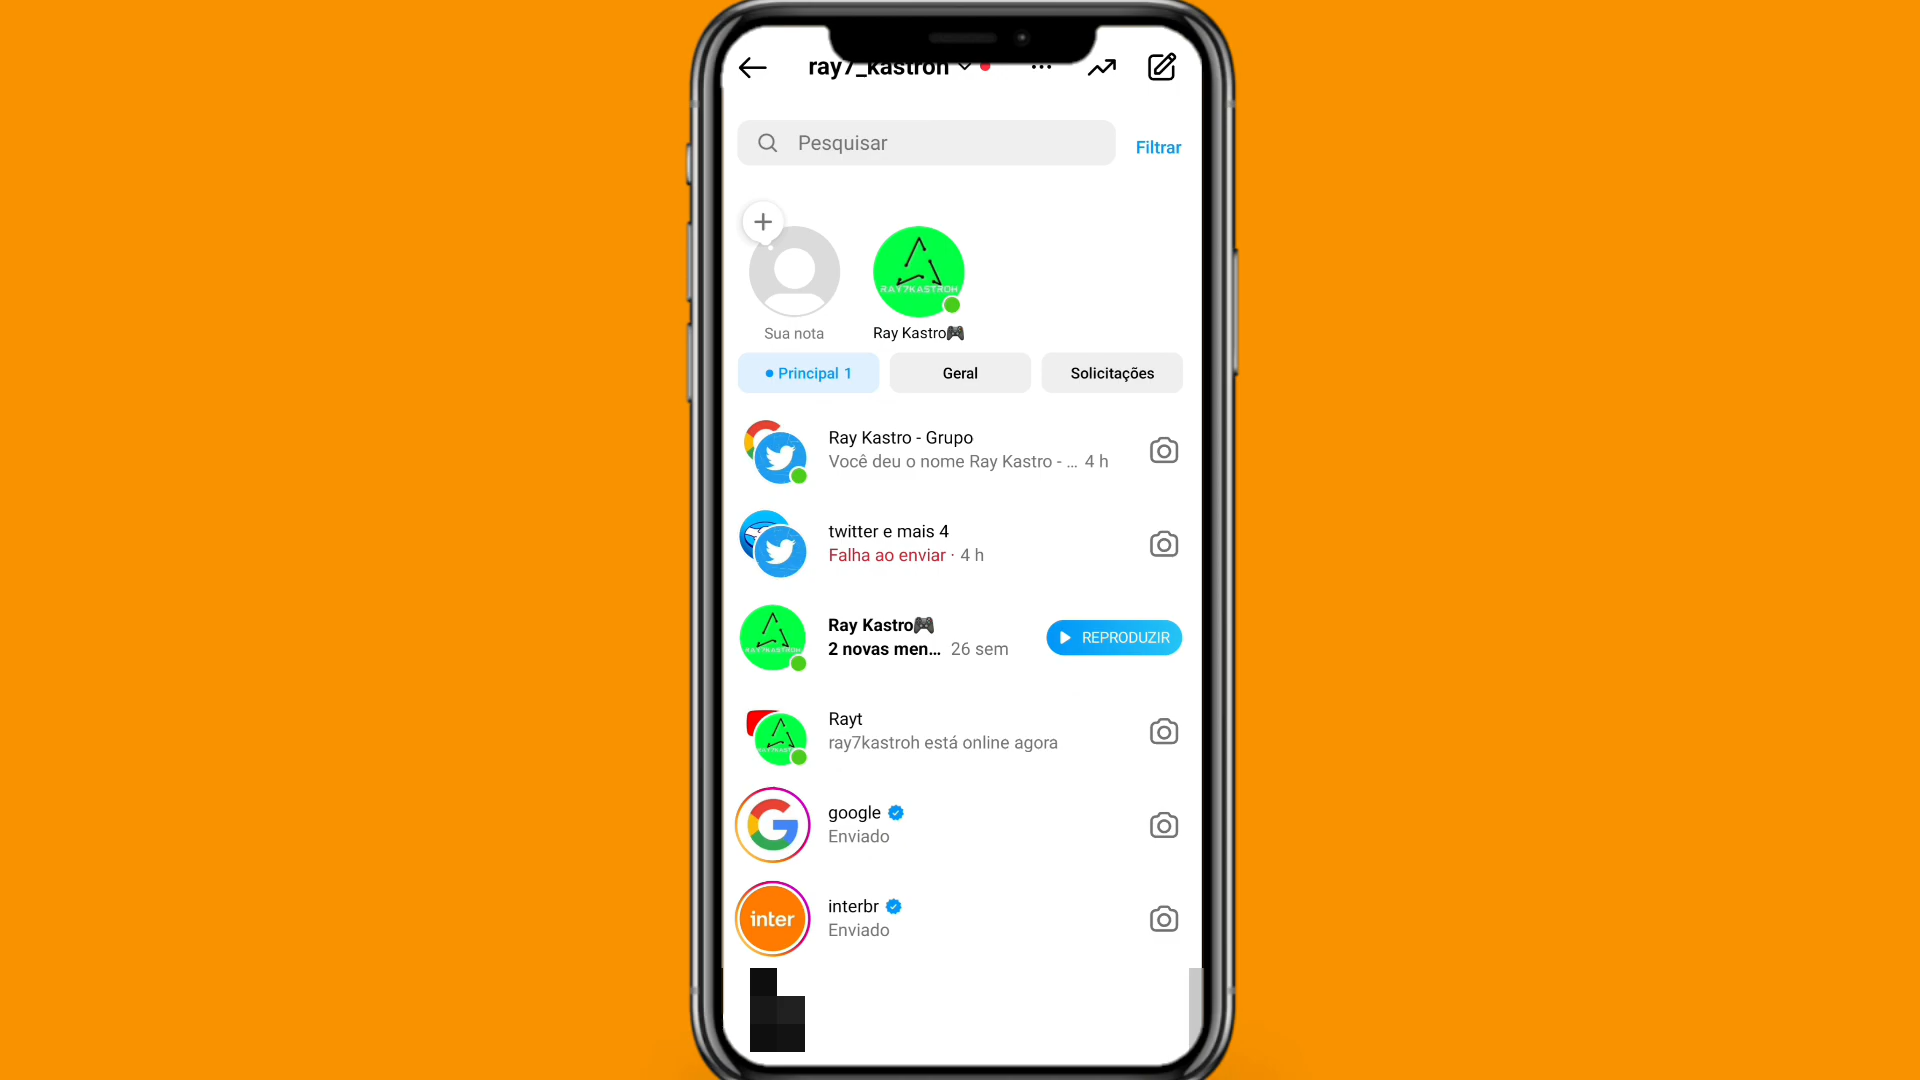 ray7_kastroh
Pesquisar
Filtrar
RAY7KASTROH
Sua nota
Ray Kastro🎮
Principal 1
Geral
Solicitações
Ray Kastro - Grupo
Você deu o nome Ray Kastro - ... 4 h
twitter e mais 4
Falha ao enviar · 4 h
Ray Kastro🎮
2 novas men... 26 sem
REPRODUZIR
RAY7KASTROH
Rayt
ray7kastroh está online agora
google
Enviado
inter
interbr
Enviado